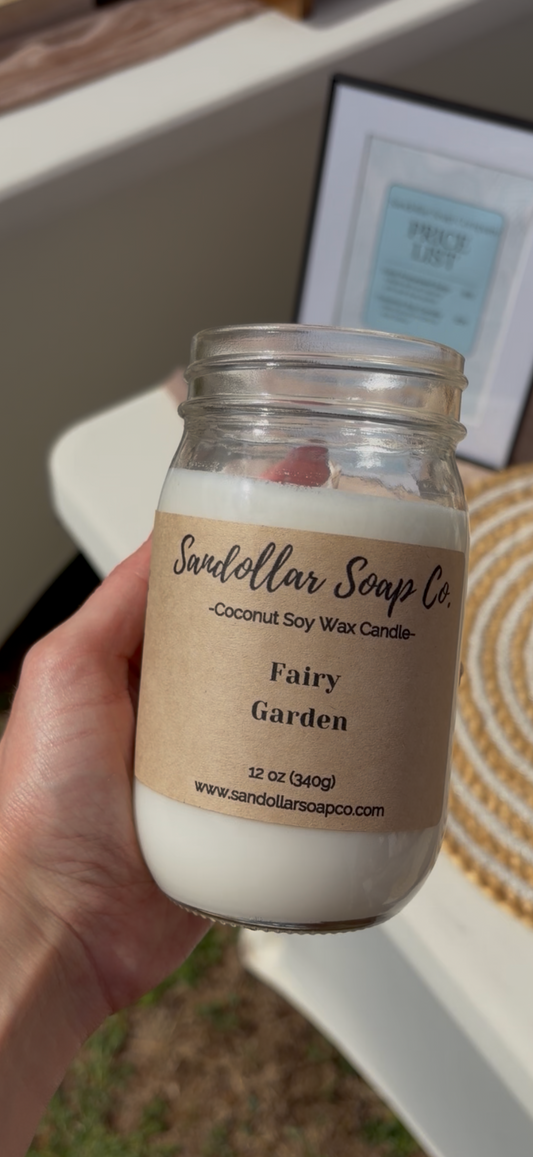 PRICE
LIST
Sandollar Soap Co.
-Coconut Soy Wax Candle-
Fairy
Garden
12 oz (340g)
www.sandollarsoapco.com